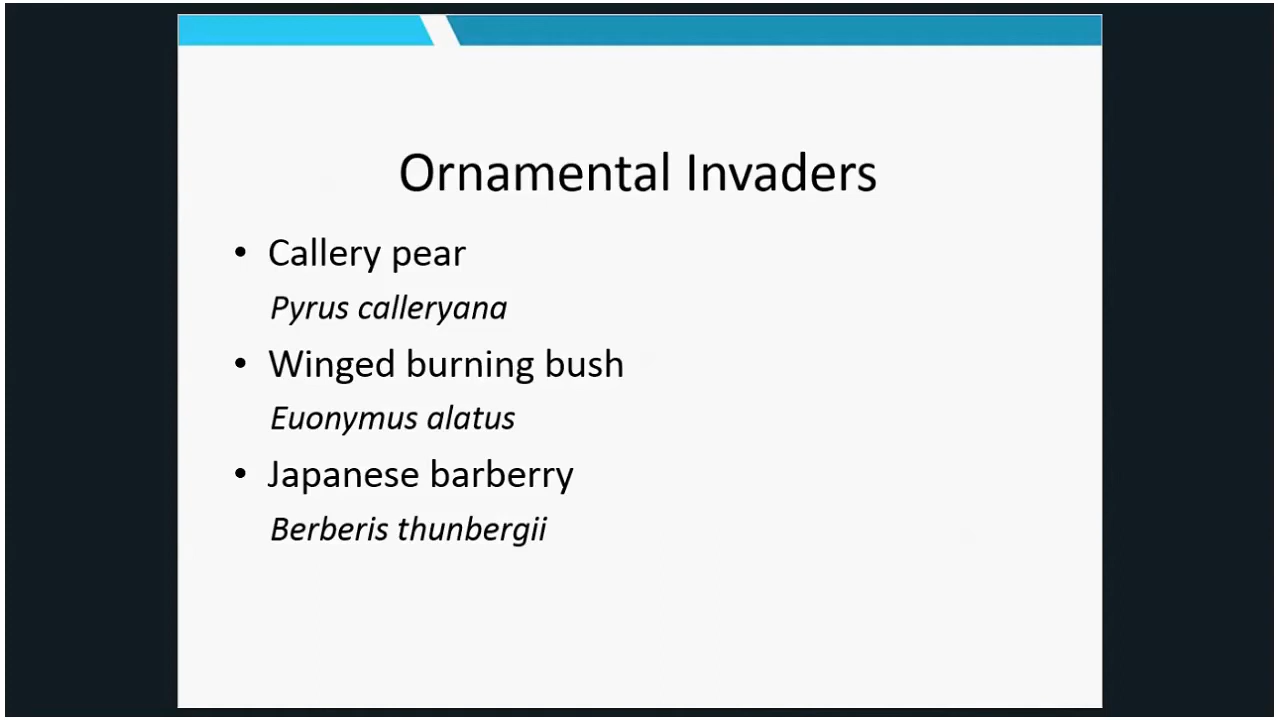 Ornamental Invaders
• Callery pear
Pyrus calleryana
• Winged burning bush
Euonymus alatus
• Japanese barberry
Berberis thunbergii